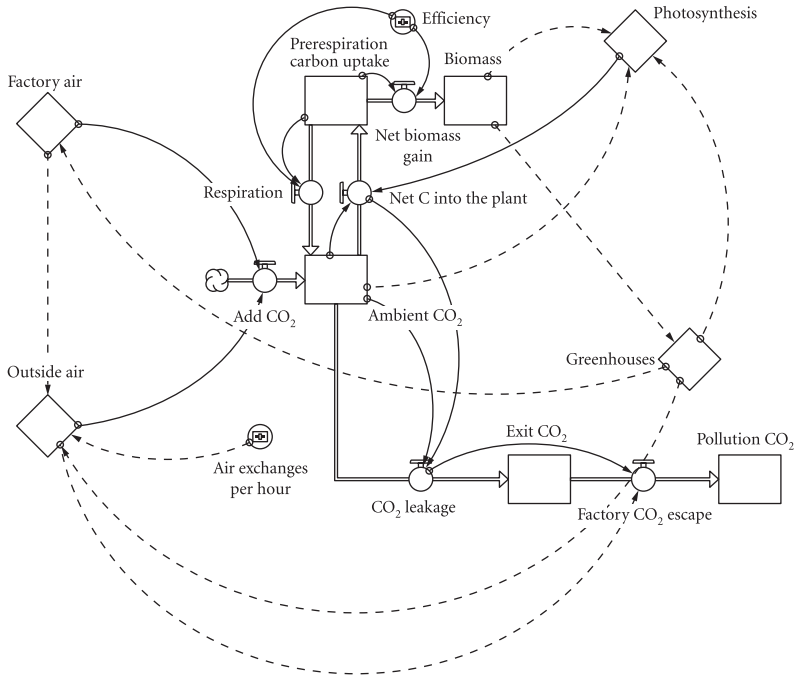 Efficiency
Photosynthesis
Prerespiration
carbon uptake
Biomass
Factory air
Net biomass
gain
Respiration
Net C into the plant
Add CO₂
Ambient CO₂
Greenhouses
Outside air
Exit CO₂
Pollution CO₂
Air exchanges
per hour
CO₂ leakage
Factory CO₂ escape